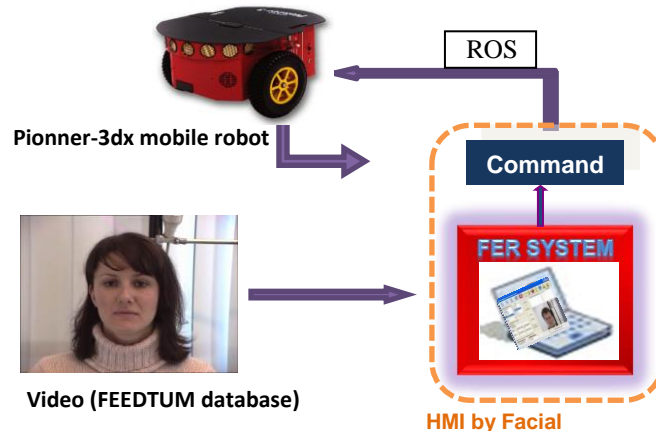 ROS
Pionner-3dx mobile robot
Command
FER SYSTEM
Video (FEEDTUM database)
HMI by Facial